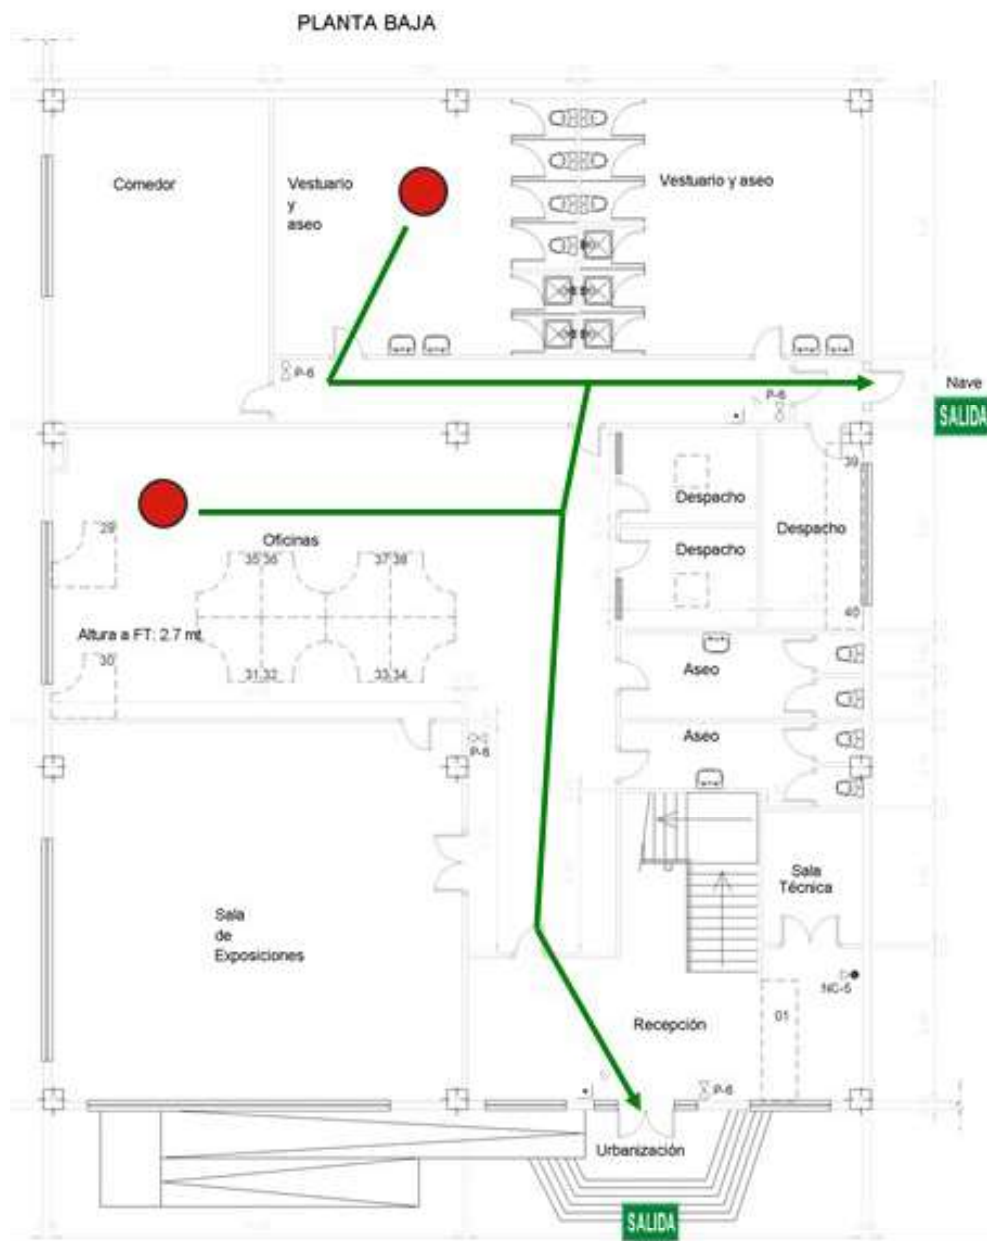 PLANTA BAJA
Comedor
Vestuario
y
aseo
Vestuario y aseo
P-6
P-6
Nave
SALIDA
39
Despacho
Despacho
Despacho
40
Oficinas
29
35
36
37
38
Altura a FT: 2.7 mt
30
31
32
33
34
P-6
Aseo
Aseo
Sala
Técnica
Sala
de
Exposiciones
NC-5
01
Recepción
P-6
Urbanización
SALIDA